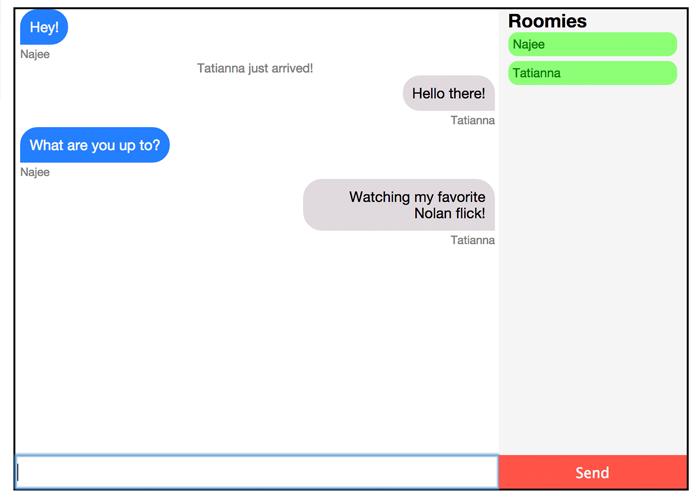 Hey!
Najee
Tatianna just arrived!
Hello there!
Tatianna
What are you up to?
Najee
Watching my favorite
Nolan flick!
Tatianna
Roomies
Najee
Tatianna
Send